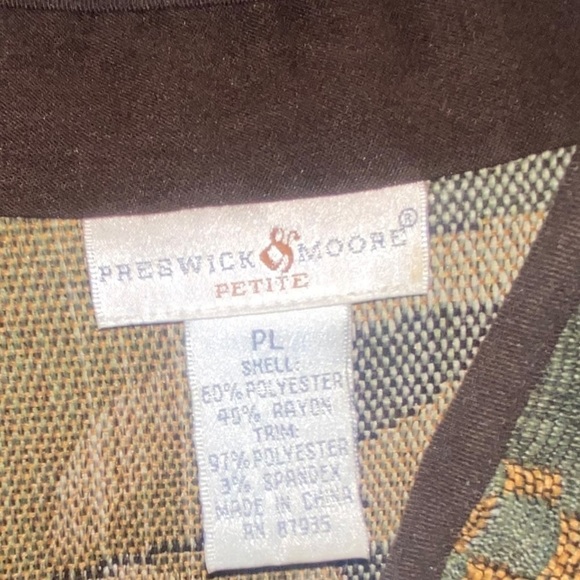 PRESWICK & MOORE®
PETITE
PL
SHELL:
60% POLYESTER
40% RAYON
TRIM:
97% POLYESTER
3% SPANDEX
MADE IN CHINA
RN 87935